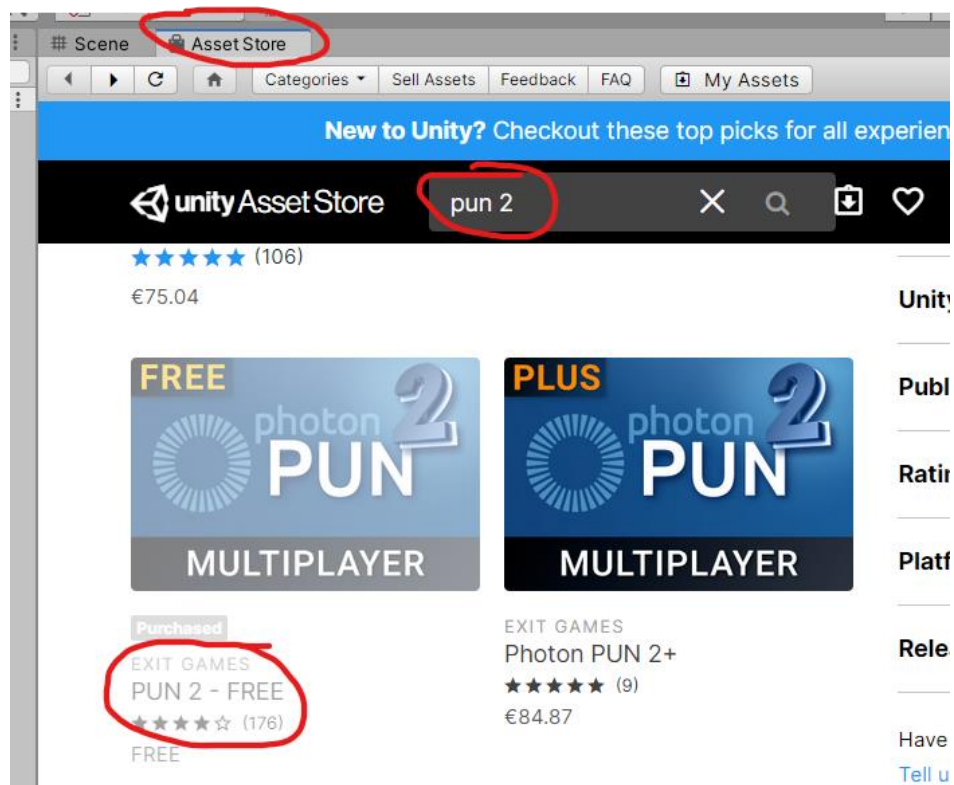 Scene
Asset Store
Categories
Sell Assets
Feedback
FAQ
My Assets
New to Unity? Checkout these top picks for all experien
unity Asset Store
pun 2
(106)
€75.04
Unity
FREE
photon
PUN 2
MULTIPLAYER
PLUS
photon
PUN 2
MULTIPLAYER
Publ
Ratin
Platf
Purchased
EXIT GAMES
PUN 2 - FREE
(176)
FREE
EXIT GAMES
Photon PUN 2+
(9)
€84.87
Rele
Have
Tell u